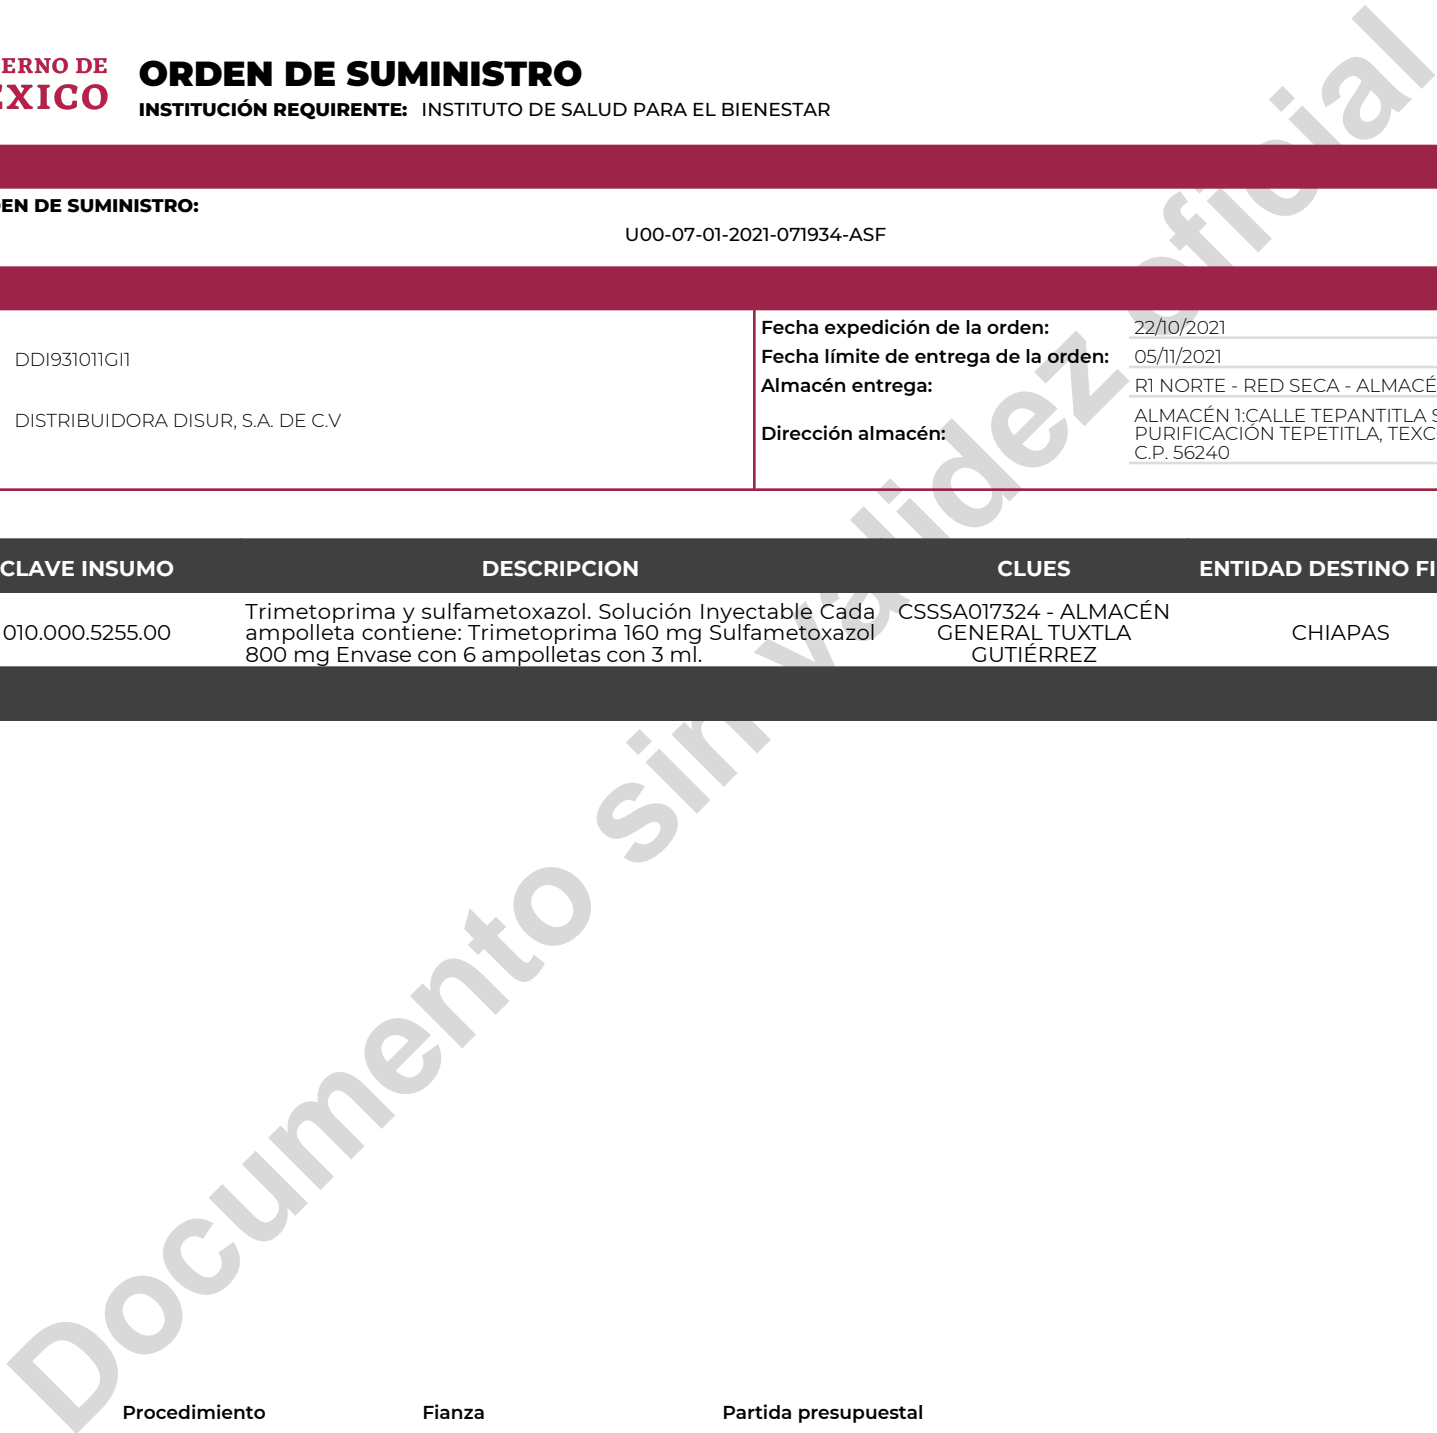 ERNO DE
EXICO
ORDEN DE SUMINISTRO
INSTITUCIÓN REQUIRENTE: INSTITUTO DE SALUD PARA EL BIENESTAR
EN DE SUMINISTRO:
U00-07-01-2021-071934-ASF
DDI931011GI1
DISTRIBUIDORA DISUR, S.A. DE C.V
Fecha expedición de la orden: 22/10/2021
Fecha límite de entrega de la orden: 05/11/2021
Almacén entrega: R1 NORTE - RED SECA - ALMACÉ
Dirección almacén: ALMACÉN 1:CALLE TEPANTITLA S
PURIFICACIÓN TEPETITLA, TEXC
C.P. 56240
CLAVE INSUMO DESCRIPCION CLUES ENTIDAD DESTINO FI
010.000.5255.00
Trimetoprima y sulfametoxazol. Solución Inyectable Cada
ampolleta contiene: Trimetoprima 160 mg Sulfametoxazol
800 mg Envase con 6 ampolletas con 3 ml.
CSSSA017324 - ALMACÉN
GENERAL TUXTLA
GUTIÉRREZ
CHIAPAS
Documento sin validez oficial
Procedimiento Fianza Partida presupuestal